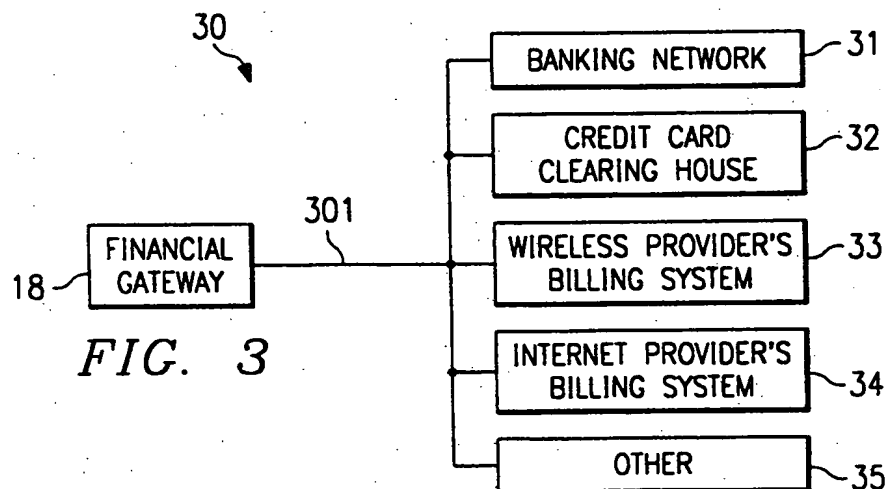 30
BANKING NETWORK
31
CREDIT CARD
CLEARING HOUSE
32
301
FINANCIAL
GATEWAY
18
WIRELESS PROVIDER'S
BILLING SYSTEM
33
FIG. 3
INTERNET PROVIDER'S
BILLING SYSTEM
34
OTHER
35